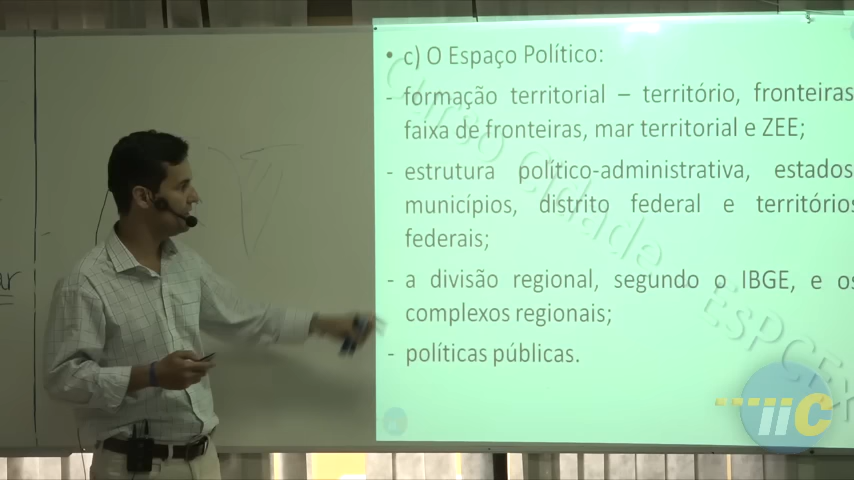 • c) O Espaço Político:
- formação territorial – território, fronteiras
faixa de fronteiras, mar territorial e ZEE;
- estrutura político-administrativa, estados
municípios, distrito federal e territórios
federais;
- a divisão regional, segundo o IBGE, e os
complexos regionais;
- políticas públicas.
Curso Cidade EsPCEx
iiC
ar